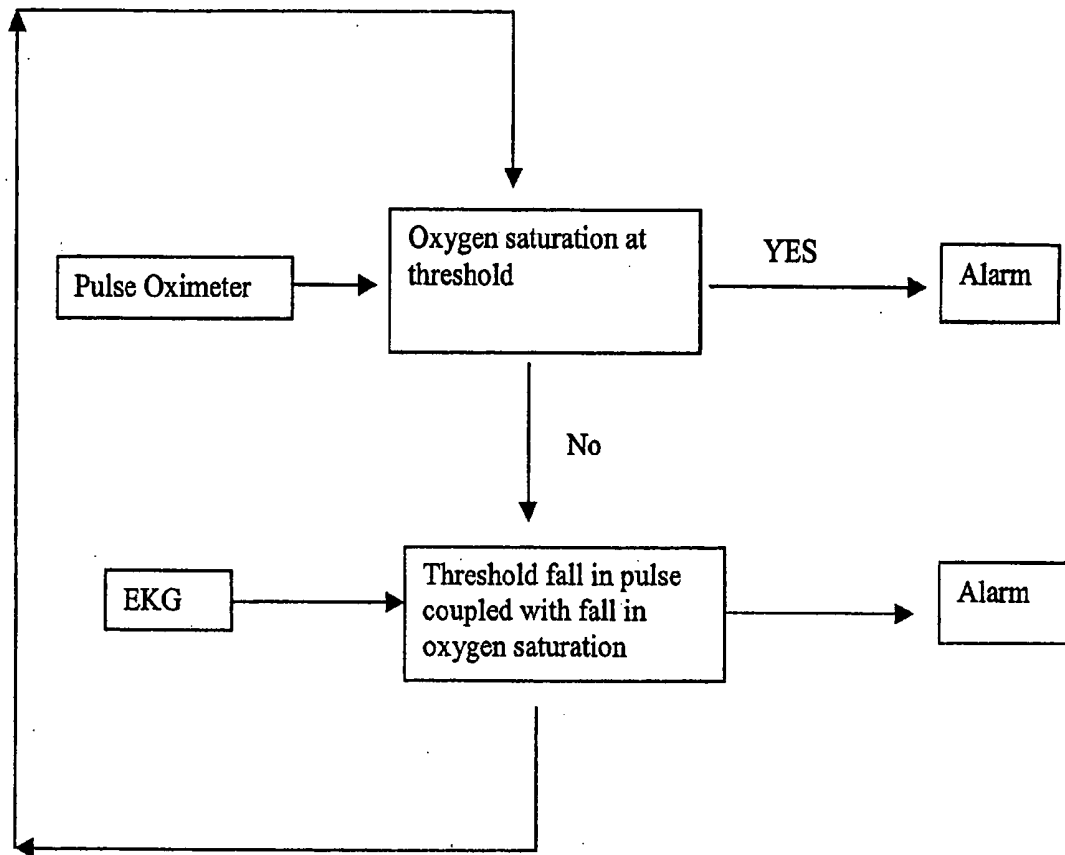 Oxygen saturation at
threshold
YES
Pulse Oximeter
Alarm
No
Threshold fall in pulse
coupled with fall in
oxygen saturation
EKG
Alarm